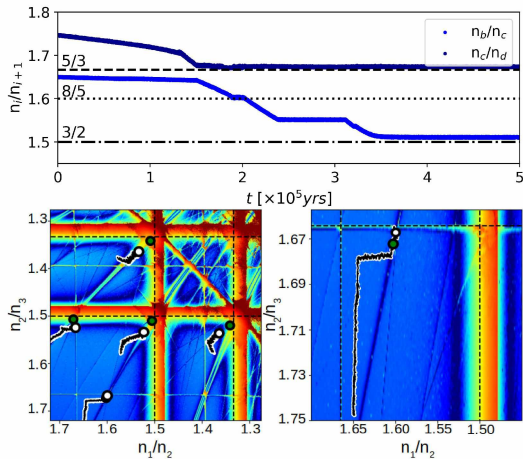 1.8
n_b/n_c
n_c/n_d
1.7
5/3
n_i/n_{i+1}
1.6
8/5
3/2
1.5
0 1 2 3 4 5
t [×10^5yrs]
1.3
1.4
1.5
1.6
1.7
n_2/n_3
1.7 1.6 1.5 1.4 1.3
n_1/n_2
1.67
1.69
1.71
1.73
1.75
n_2/n_3
1.65 1.60 1.55 1.50
n_1/n_2